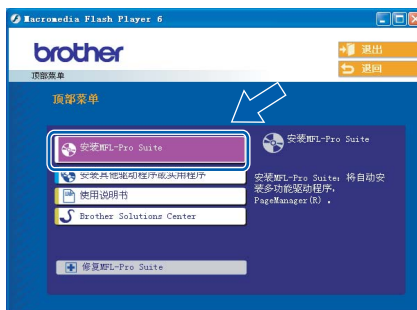 Macromedia Flash Player 6
brother
退出
顶部菜单
退回
顶部菜单
安装MFL-Pro Suite
安装其他驱动程序或实用程序
使用说明书
Brother Solutions Center
修复MFL-Pro Suite
安装MFL-Pro Suite
安装MFL-Pro Suite: 将自动安
装多功能驱动程序,
PageManager(R) .